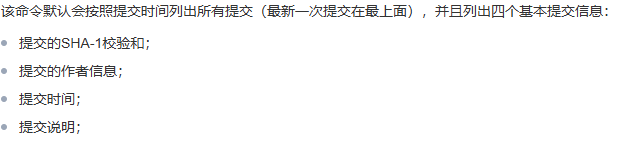 该命令默认会按照提交时间列出所有提交（最新一次提交在最上面），并且列出四个基本提交信息：
提交的SHA-1校验和；
提交的作者信息；
提交时间；
提交说明；